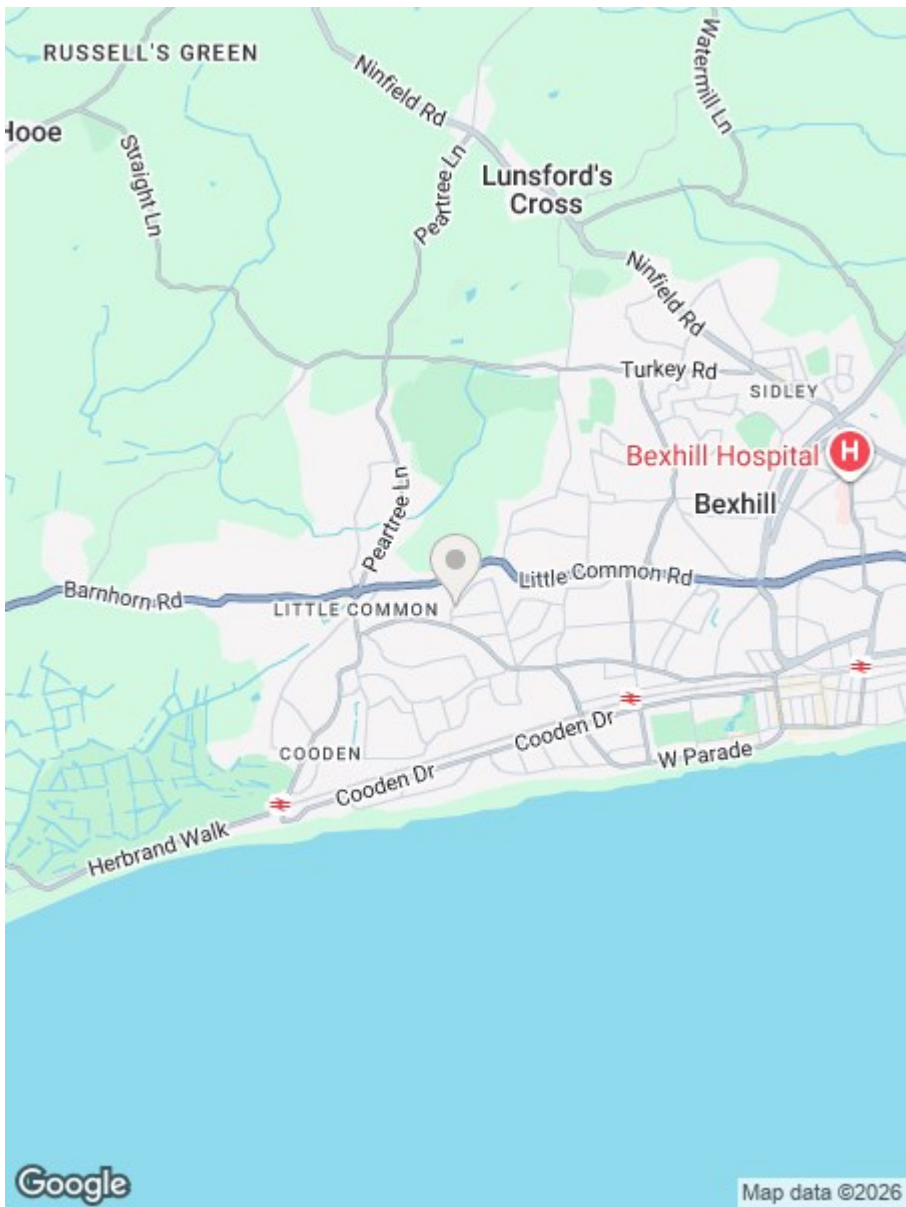 RUSSELL'S GREEN
Ninfield Rd
Watermill Ln
Hooe
Straight Ln
Peartree Ln
Lunsford's
Cross
Ninfield Rd
Turkey Rd
SIDLEY
Bexhill Hospital
H
Bexhill
Peartree Ln
Little Common Rd
Barnhorn Rd
LITTLE COMMON
Cooden Dr
COODEN
W Parade
Cooden Dr
Herbrand Walk
Google
Map data ©2026